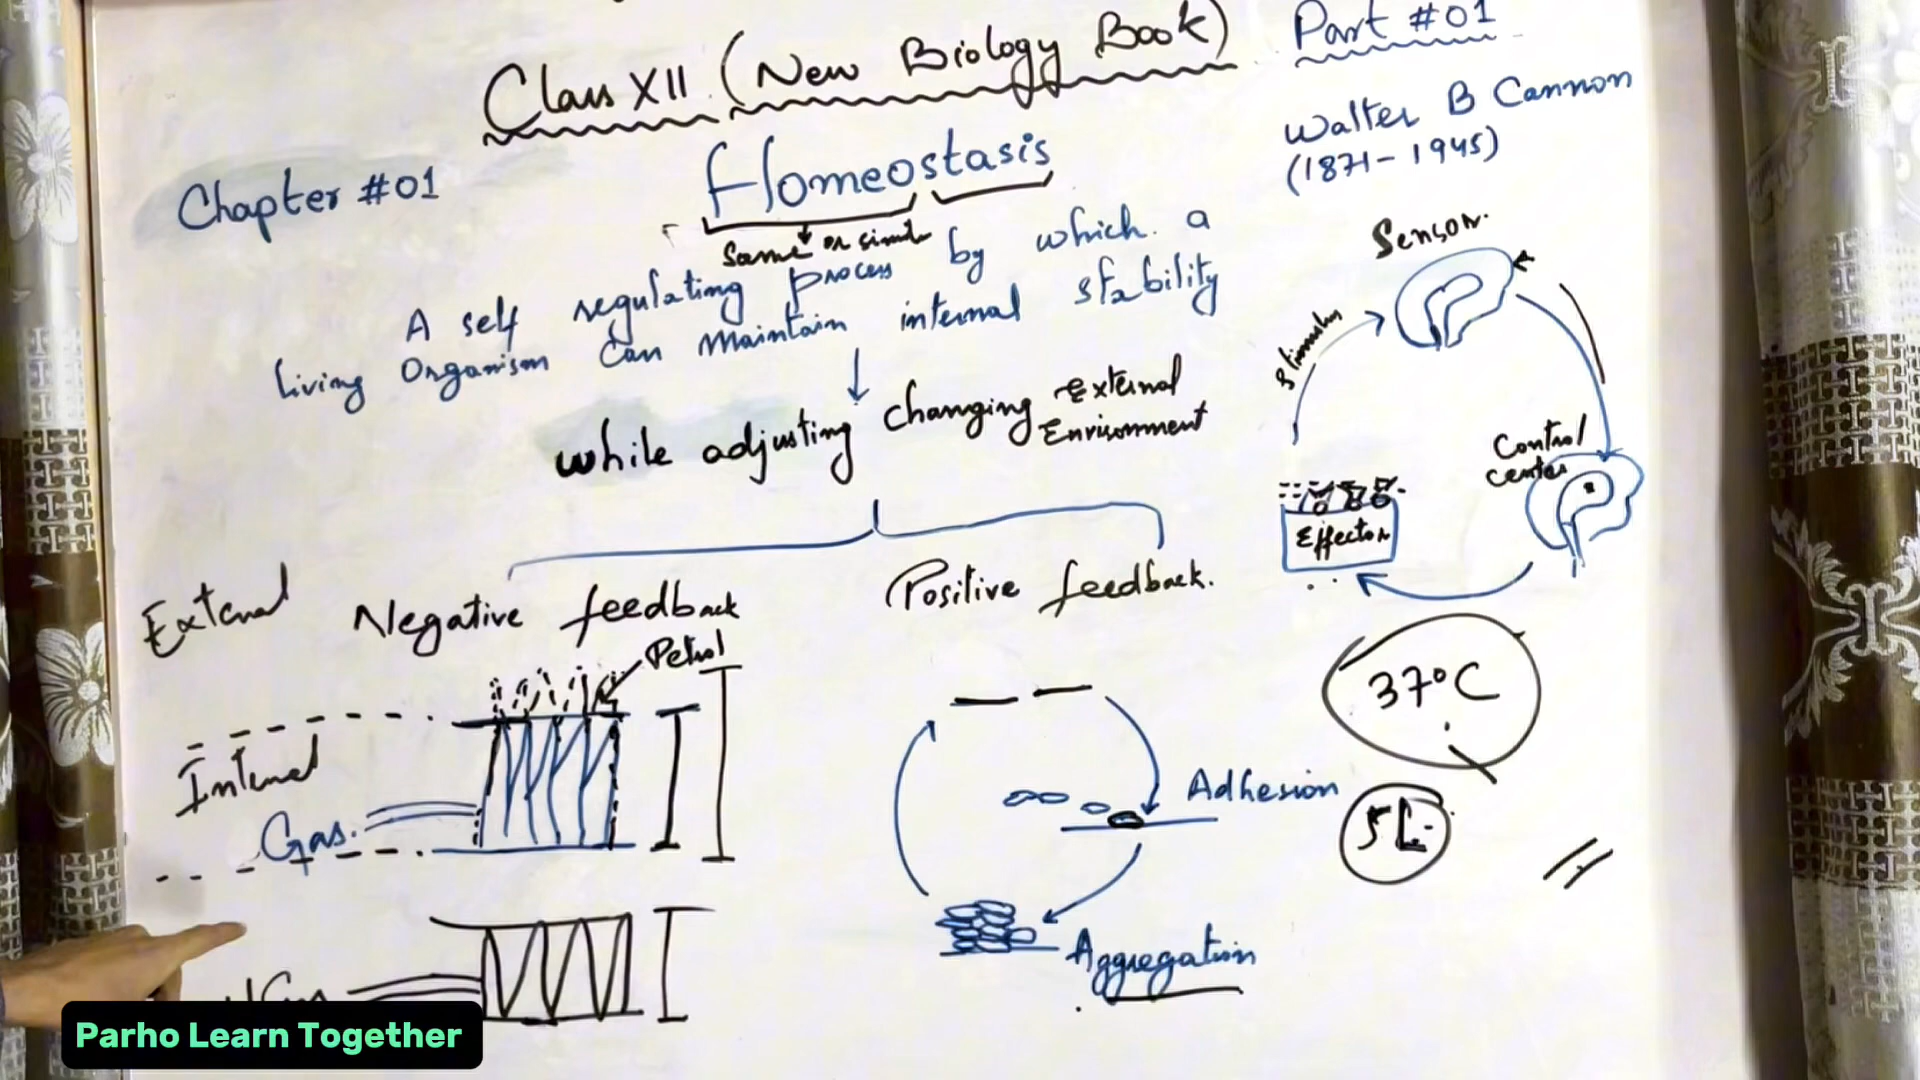 Class XII (New Biology Book)
Part #01
Walter B Cannon
(1871-1945)
Chapter #01
Homeostasis
Same or simil
A self regulating process by which a
living Organism can maintain internal stability
while adjusting changing External
Environment
Sensor
Stimulus
Control
center
Effector
External
Negative feedback
Positive feedback.
Petrol
37°C
Internal
Gas.
Adhesion
5L
Aggregation
Parho Learn Together